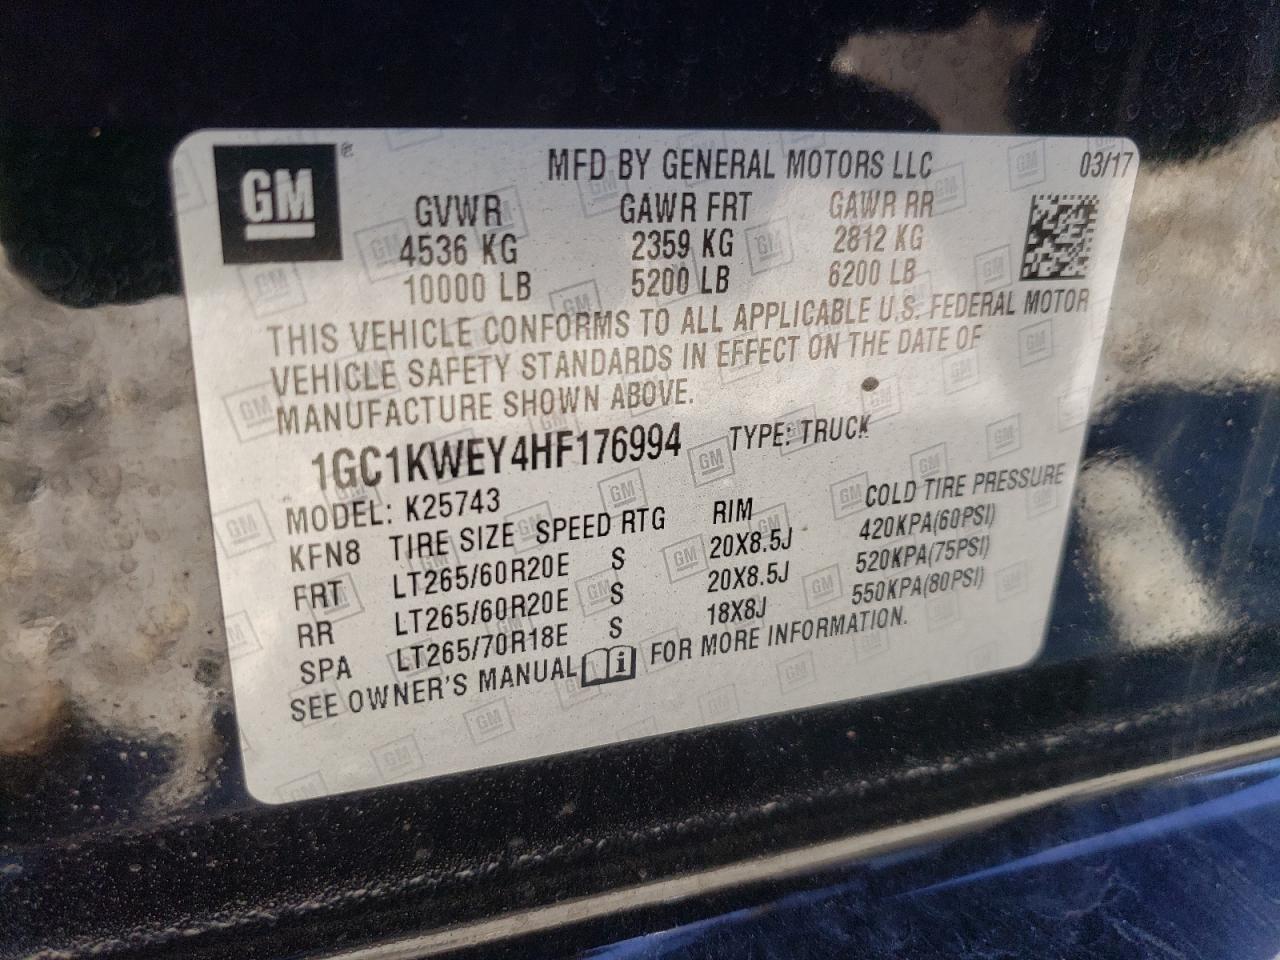 GM ®
MFD BY GENERAL MOTORS LLC 03/17
GVWR GAWR FRT GAWR RR
4536 KG 2359 KG 2812 KG
10000 LB 5200 LB 6200 LB
THIS VEHICLE CONFORMS TO ALL APPLICABLE U.S. FEDERAL MOTOR
VEHICLE SAFETY STANDARDS IN EFFECT ON THE DATE OF
MANUFACTURE SHOWN ABOVE.
1GC1KWEY4HF176994 TYPE: TRUCK
MODEL: K25743
KFN8 TIRE SIZE SPEED RTG RIM COLD TIRE PRESSURE
FRT LT265/60R20E S 20X8.5J 420KPA(60PSI)
RR LT265/60R20E S 20X8.5J 520KPA(75PSI)
SPA LT265/70R18E S 18X8J 550KPA(80PSI)
SEE OWNER'S MANUAL FOR MORE INFORMATION.